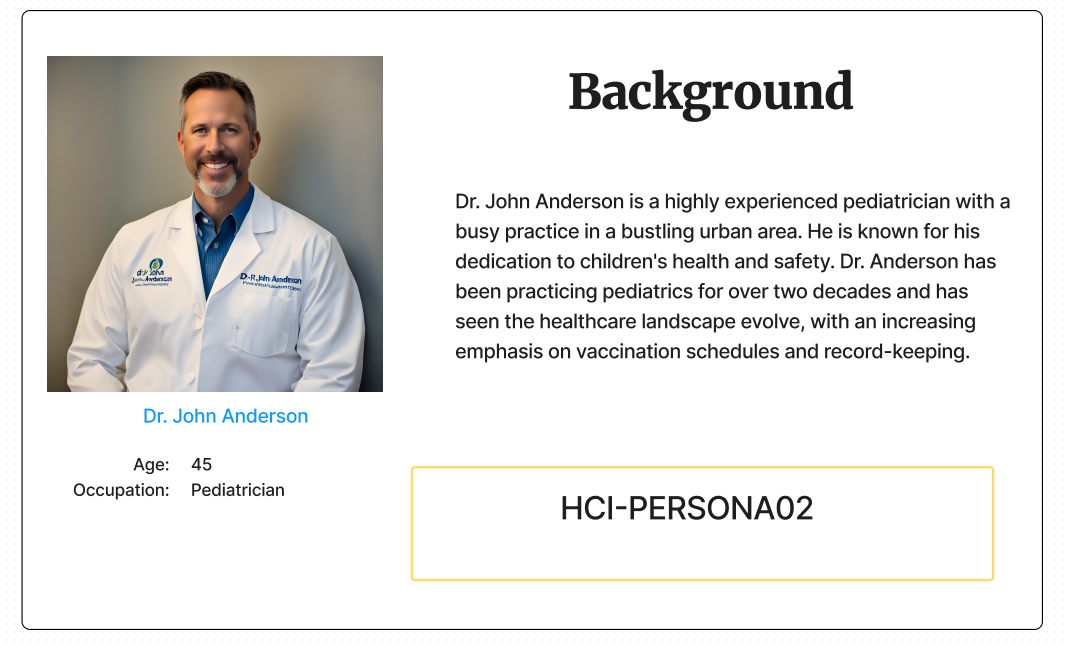 Background
Dr. John Anderson is a highly experienced pediatrician with a
busy practice in a bustling urban area. He is known for his
dedication to children's health and safety. Dr. Anderson has
been practicing pediatrics for over two decades and has
seen the healthcare landscape evolve, with an increasing
emphasis on vaccination schedules and record-keeping.
Dr. John Anderson
Age: 45
Occupation: Pediatrician
HCI-PERSONA02